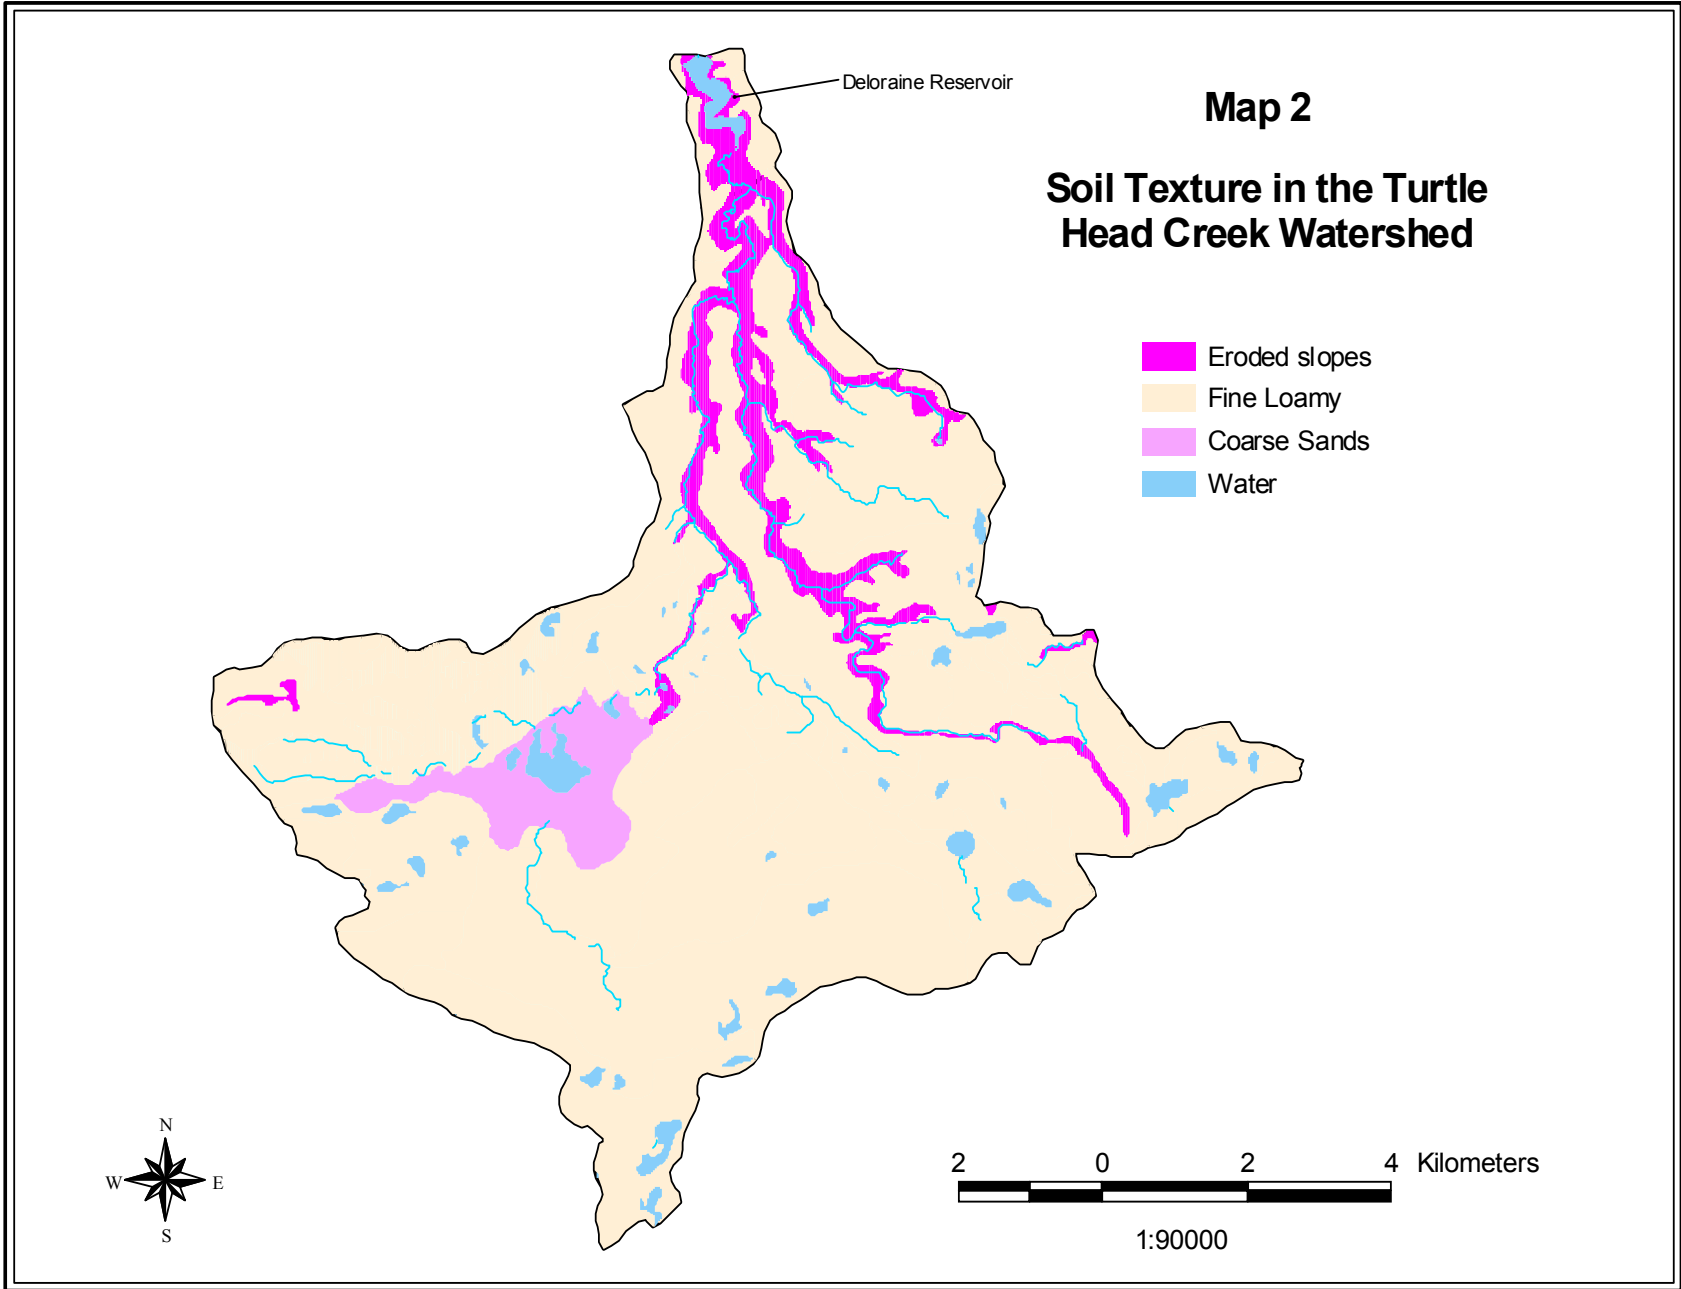 Deloraine Reservoir
Map 2
Soil Texture in the Turtle
Head Creek Watershed
Eroded slopes
Fine Loamy
Coarse Sands
Water
N
W E
S
2 0 2 4 Kilometers
1:90000